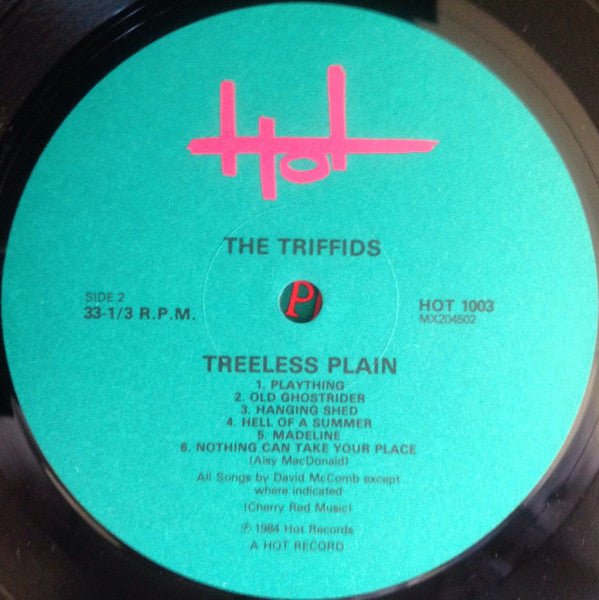 Hot
THE TRIFFIDS
SIDE 2
33-1/3 R.P.M.
P
HOT 1003
MX204502
TREELESS PLAIN
1. PLAYTHING
2. OLD GHOSTRIDER
3. HANGING SHED
4. HELL OF A SUMMER
5. MADELINE
6. NOTHING CAN TAKE YOUR PLACE
(Alsy MacDonald)
All Songs by David McComb except
where indicated
(Cherry Red Music)
℗ 1984 Hot Records
A HOT RECORD